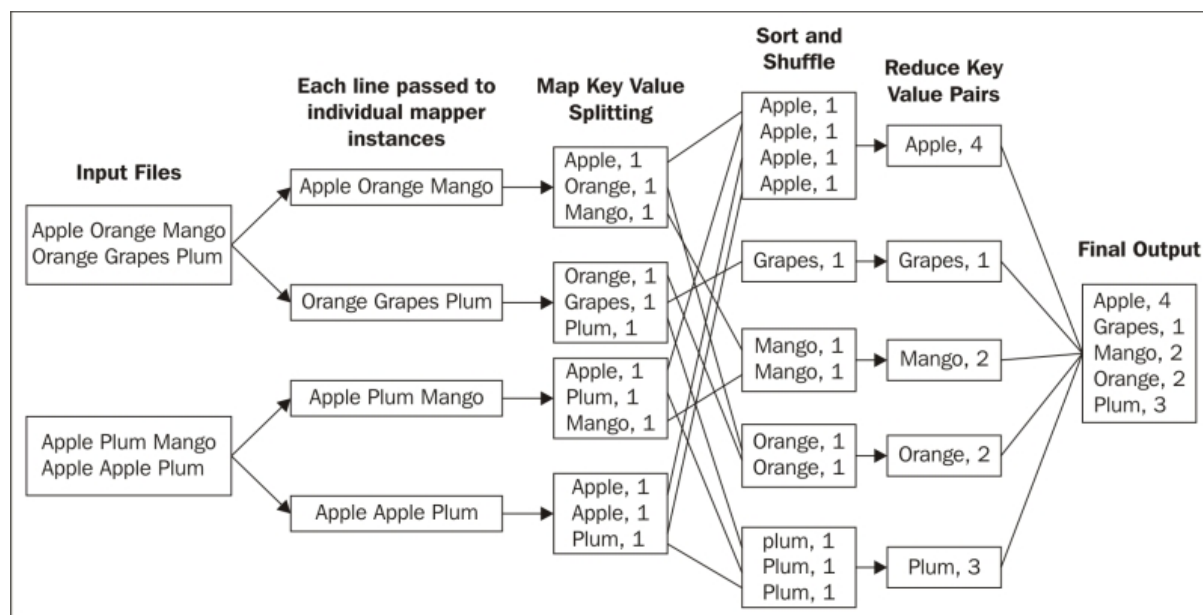 Input Files
Apple Orange Mango
Orange Grapes Plum
Apple Plum Mango
Apple Apple Plum
Each line passed to
individual mapper
instances
Apple Orange Mango
Orange Grapes Plum
Apple Plum Mango
Apple Apple Plum
Map Key Value
Splitting
Apple, 1
Orange, 1
Mango, 1
Orange, 1
Grapes, 1
Plum, 1
Apple, 1
Plum, 1
Mango, 1
Apple, 1
Apple, 1
Plum, 1
Sort and
Shuffle
Apple, 1
Apple, 1
Apple, 1
Apple, 1
Grapes, 1
Mango, 1
Mango, 1
Orange, 1
Orange, 1
plum, 1
Plum, 1
Plum, 1
Reduce Key
Value Pairs
Apple, 4
Grapes, 1
Mango, 2
Orange, 2
Plum, 3
Final Output
Apple, 4
Grapes, 1
Mango, 2
Orange, 2
Plum, 3